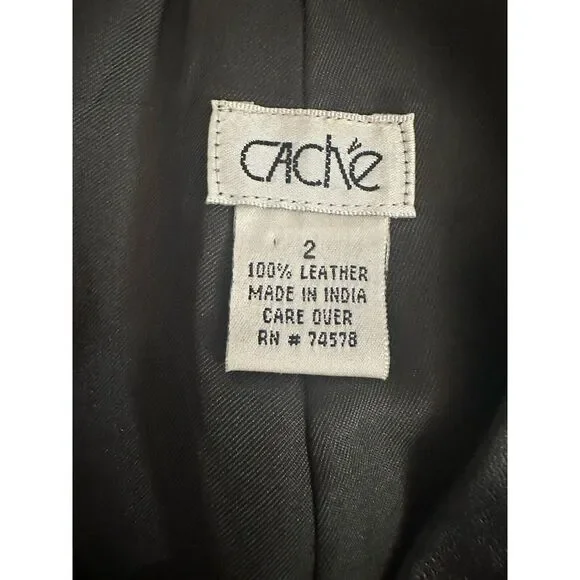 CAChé
2
100% LEATHER
MADE IN INDIA
CARE OVER
RN # 74578